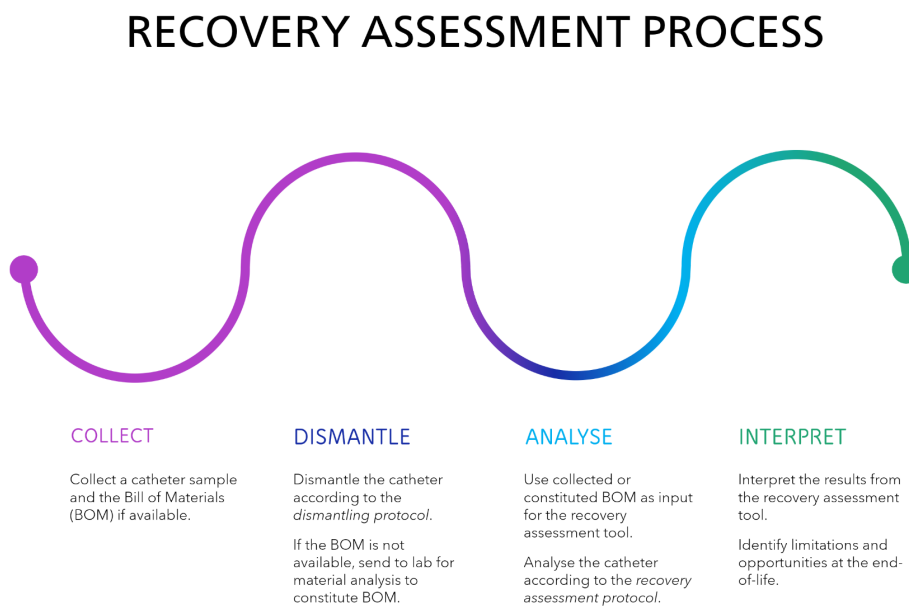 RECOVERY ASSESSMENT PROCESS
COLLECT
Collect a catheter sample
and the Bill of Materials
(BOM) if available.
DISMANTLE
Dismantle the catheter
according to the
dismantling protocol.
If the BOM is not
available, send to lab for
material analysis to
constitute BOM.
ANALYSE
Use collected or
constituted BOM as input
for the recovery
assessment tool.
Analyse the catheter
according to the recovery
assessment protocol.
INTERPRET
Interpret the results from
the recovery assessment
tool.
Identify limitations and
opportunities at the end-
of-life.